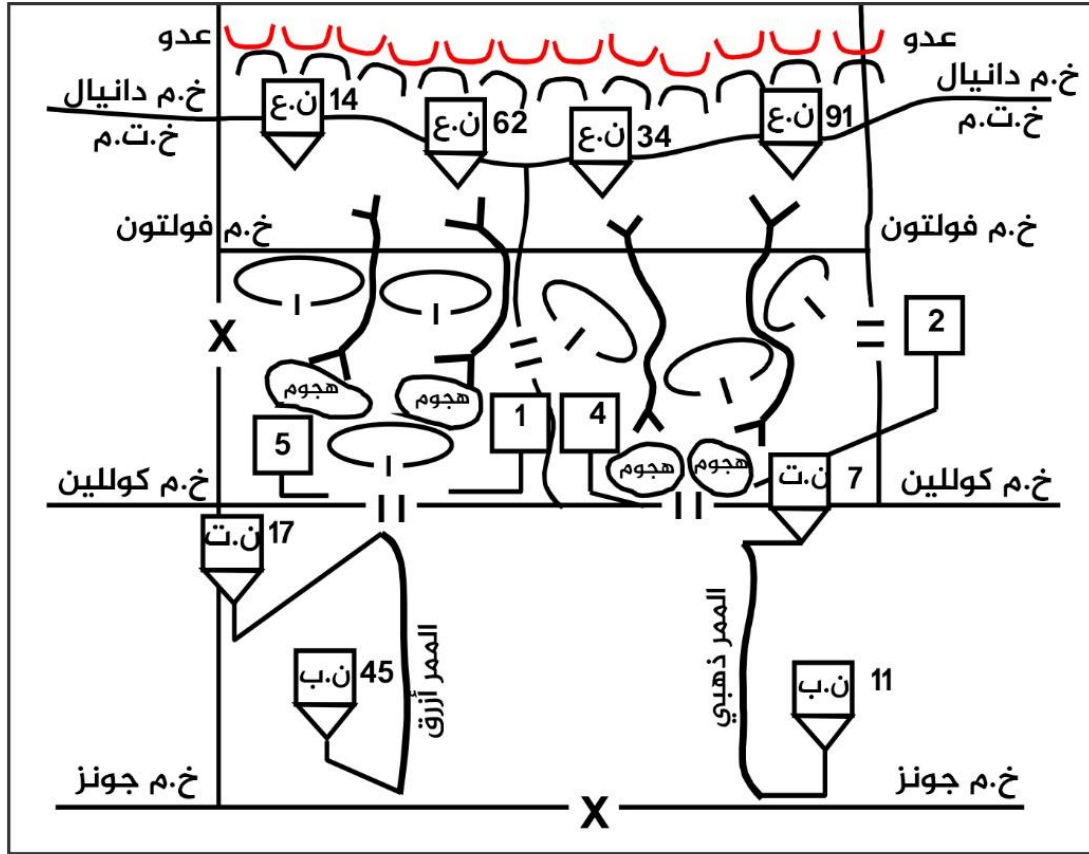 عدو
عدو
خ.م دانيال
خ.ت.م
ن.ع 14
ن.ع 62
ن.ع 34
ن.ع 91
خ.م دانيال
خ.ت.م
خ.م فولتون
خ.م فولتون
X
2
هجوم
هجوم
5
1
4
هجوم
هجوم
ن.ت 7
خ.م كوللين
خ.م كوللين
ن.ت 17
الممر أزرق
الممر ذهبي
ن.ب 45
ن.ب 11
خ.م جونز
خ.م جونز
X